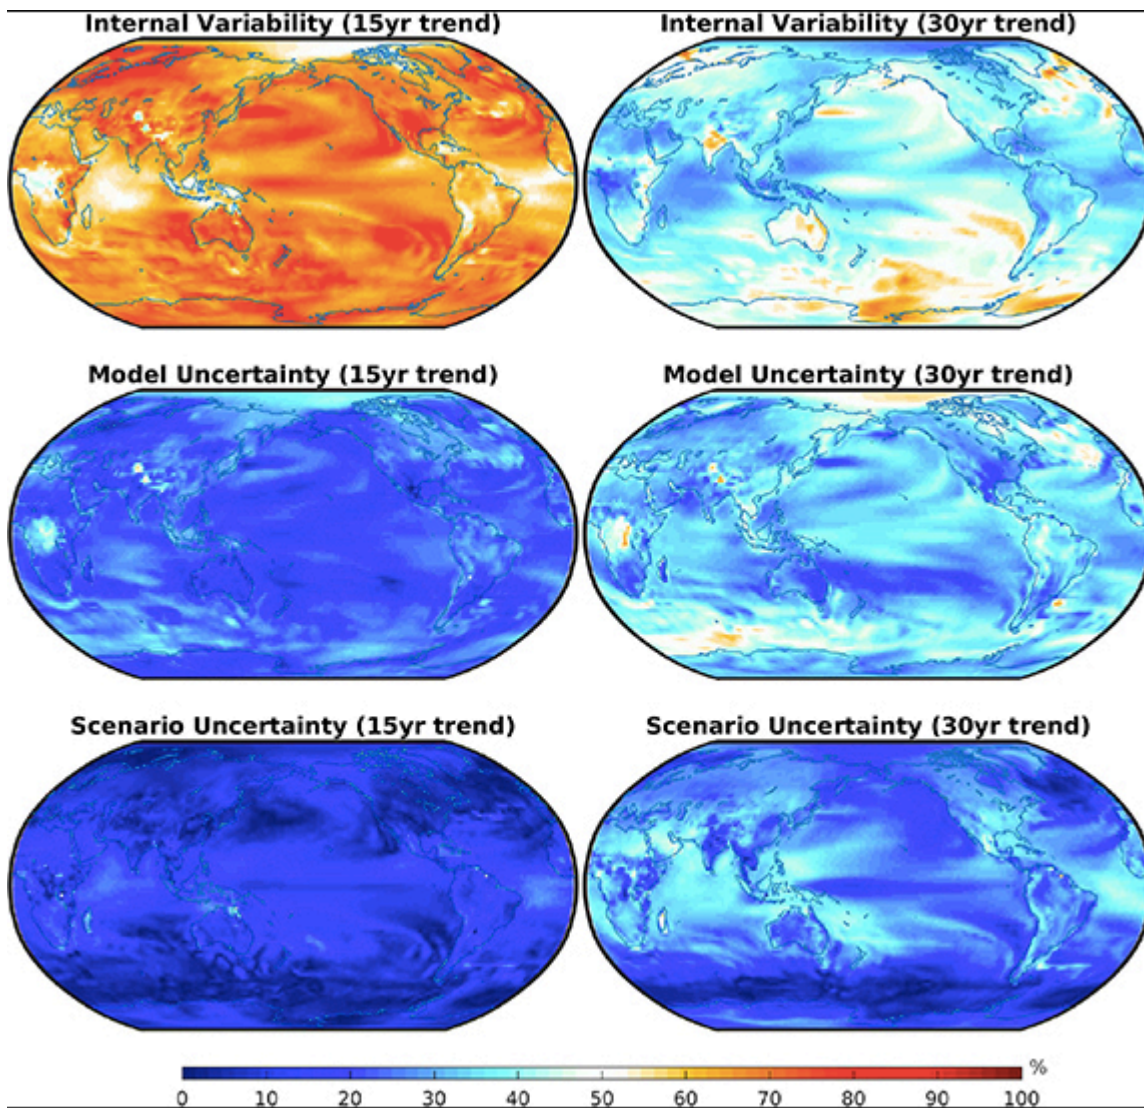 Internal Variability (15yr trend)
Internal Variability (30yr trend)
Model Uncertainty (15yr trend)
Model Uncertainty (30yr trend)
Scenario Uncertainty (15yr trend)
Scenario Uncertainty (30yr trend)
%
0 10 20 30 40 50 60 70 80 90 100